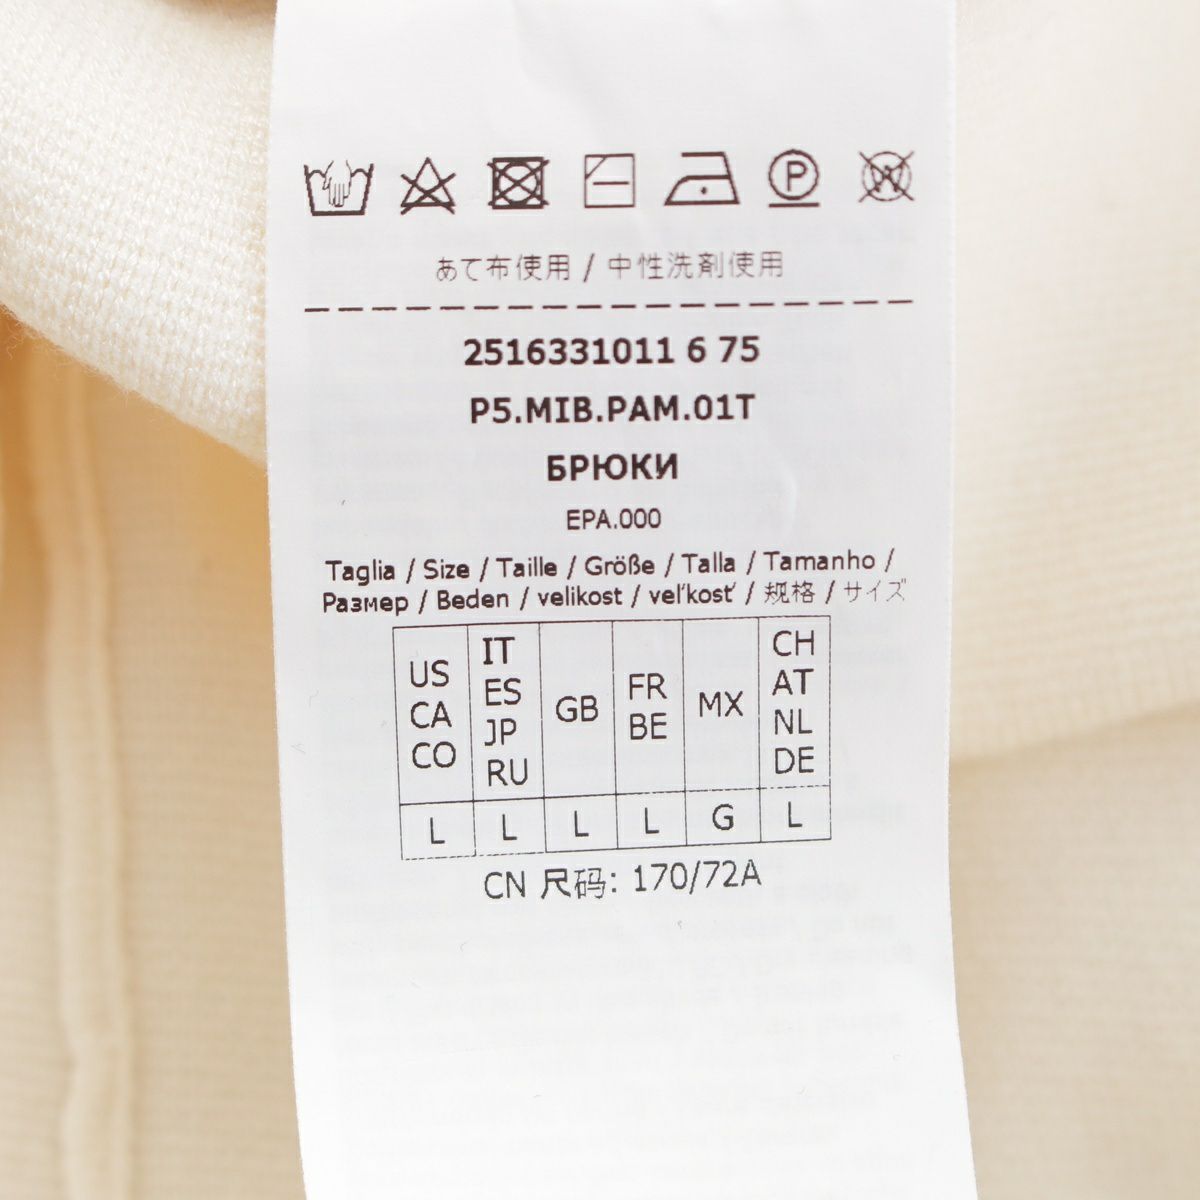 P
W
あて布使用 / 中性洗剤使用
2516331011 6 75
P5.MIB.PAM.01T
БРЮКИ
EPA.000
Taglia / Size / Taille / Größe / Talla / Tamanho /
Размер / Beden / velikost / veľkosť / 规格 / サイズ
US CA CO
IT ES JP RU
GB
FR BE
MX
CH AT NL DE
L L L L G L
CN 尺码: 170/72A